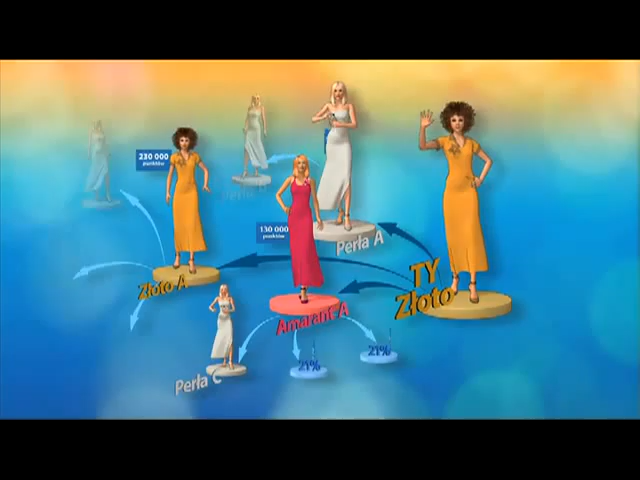 230 000
punktów
130 000
punktów
Perła A
TY
Złoto
Złoto A
Amarant A
21%
21%
Perła C